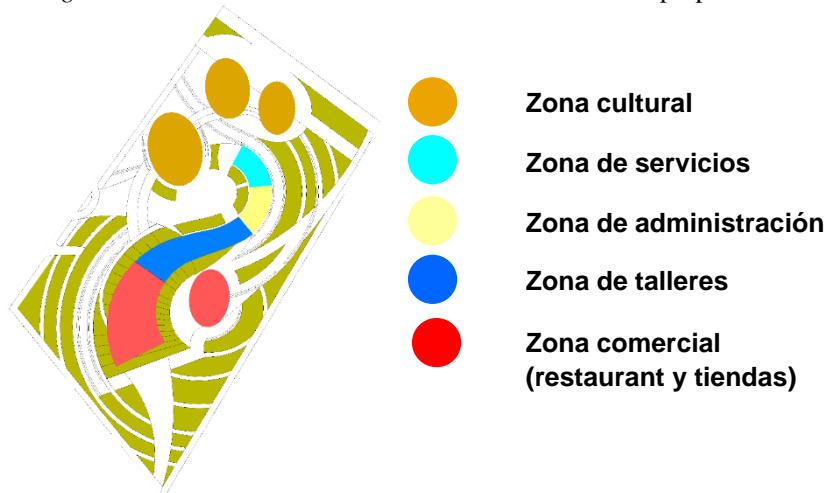 Zona cultural
Zona de servicios
Zona de administración
Zona de talleres
Zona comercial
(restaurant y tiendas)